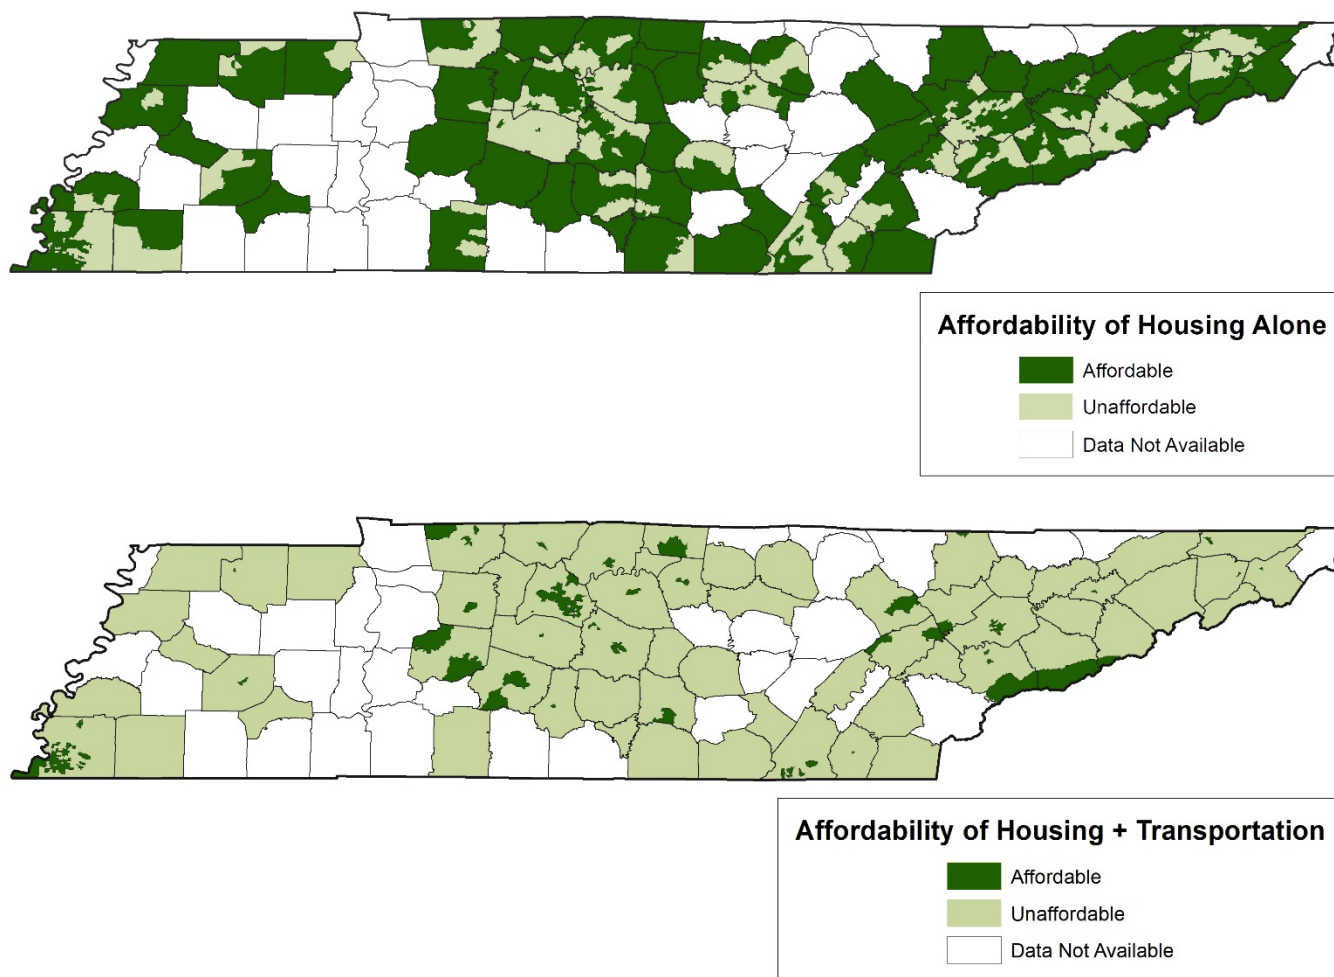 Affordability of Housing Alone
Affordable
Unaffordable
Data Not Available
Affordability of Housing + Transportation
Affordable
Unaffordable
Data Not Available